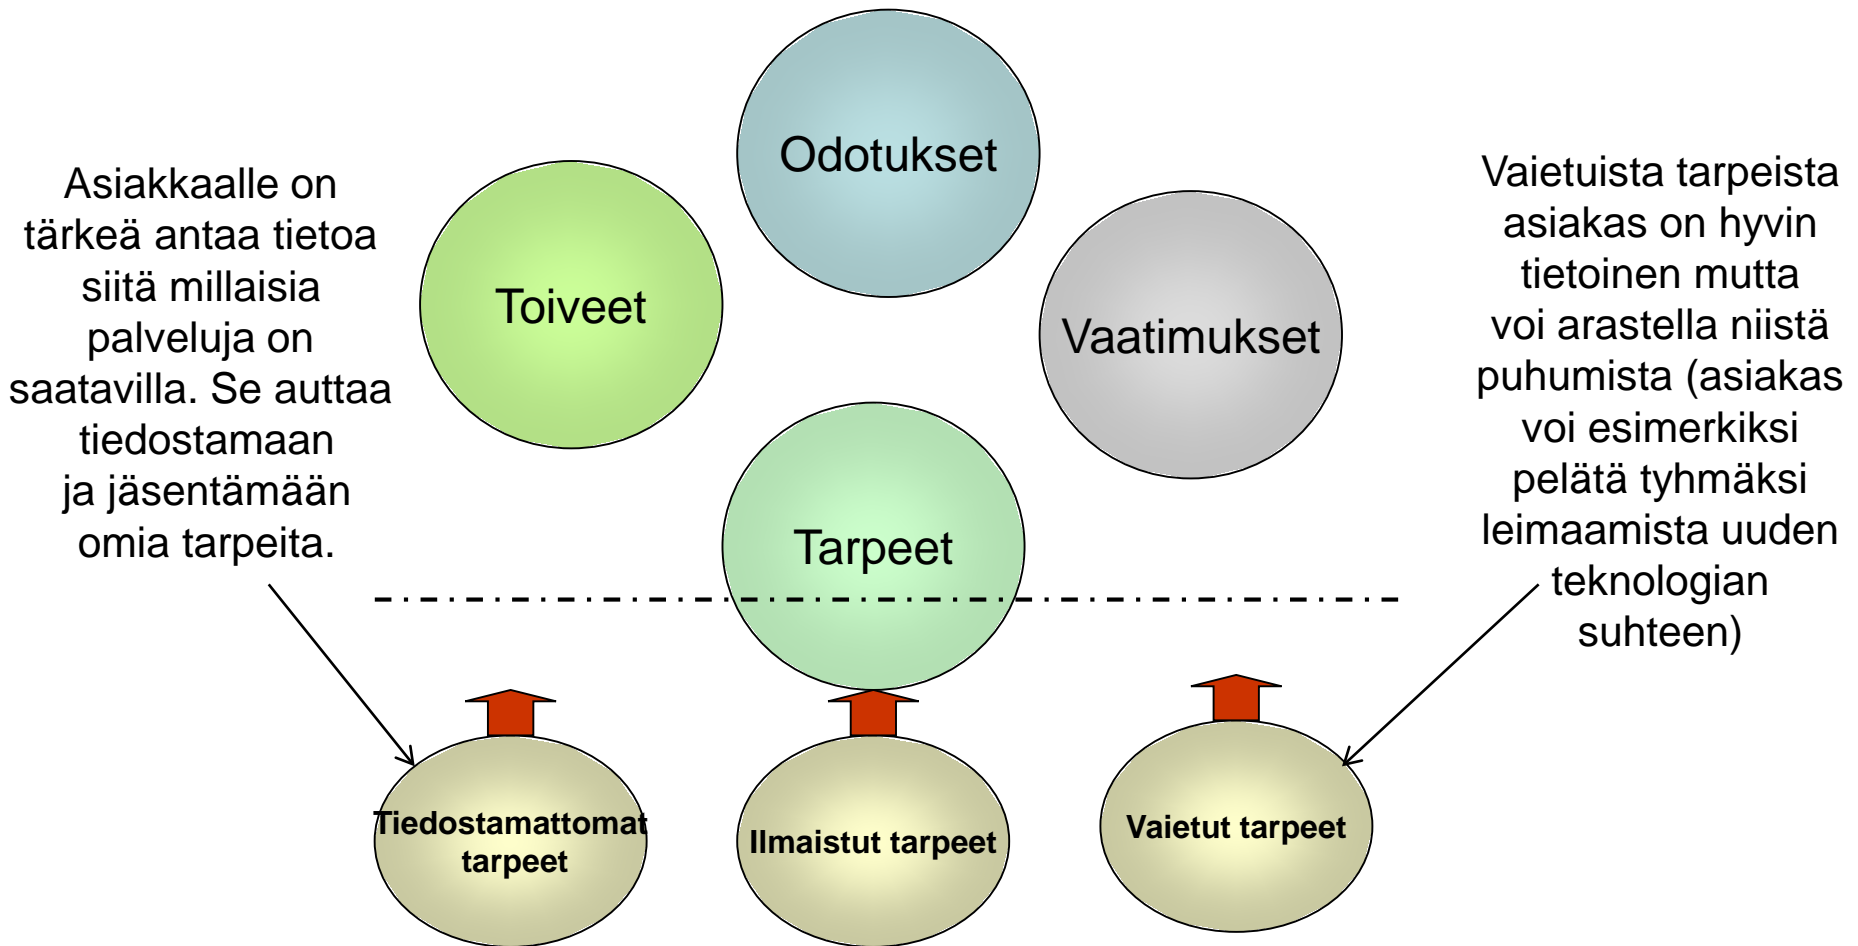 Asiakkaalle on
tärkeä antaa tietoa
siitä millaisia
palveluja on
saatavilla. Se auttaa
tiedostamaan
ja jäsentämään
omia tarpeita.
Odotukset
Toiveet
Vaatimukset
Tarpeet
Vaietuista tarpeista
asiakas on hyvin
tietoinen mutta
voi arastella niistä
puhumista (asiakas
voi esimerkiksi
pelätä tyhmäksi
leimaamista uuden
teknologian
suhteen)
Tiedostamattomat
tarpeet
Ilmaistut tarpeet
Vaietut tarpeet